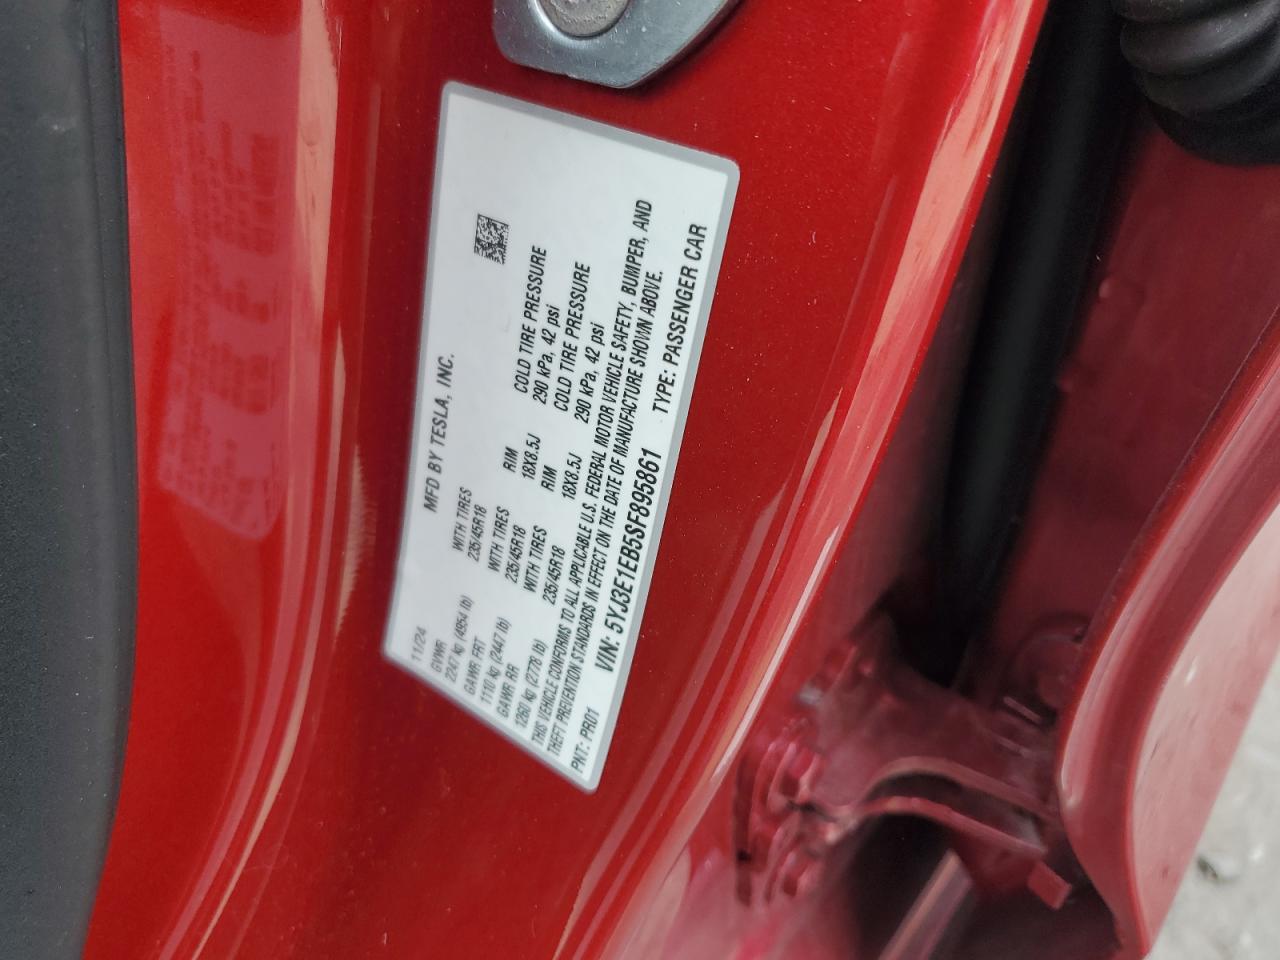 MFD BY TESLA, INC.
11/24
GVWR
2247 kg (4954 lb)
GAWR FRT WITH TIRES RIM COLD TIRE PRESSURE
1110 kg (2447 lb) 235/45R18 18X8.5J 290 kPa, 42 psi
GAWR RR WITH TIRES RIM COLD TIRE PRESSURE
1260 kg (2778 lb) 235/45R18 18X8.5J 290 kPa, 42 psi
WITH TIRES
235/45R18
THIS VEHICLE CONFORMS TO ALL APPLICABLE U.S. FEDERAL MOTOR VEHICLE SAFETY, BUMPER, AND
THEFT PREVENTION STANDARDS IN EFFECT ON THE DATE OF MANUFACTURE SHOWN ABOVE.
PNT: PR01 VIN: 5YJ3E1EB5SF895861 TYPE: PASSENGER CAR